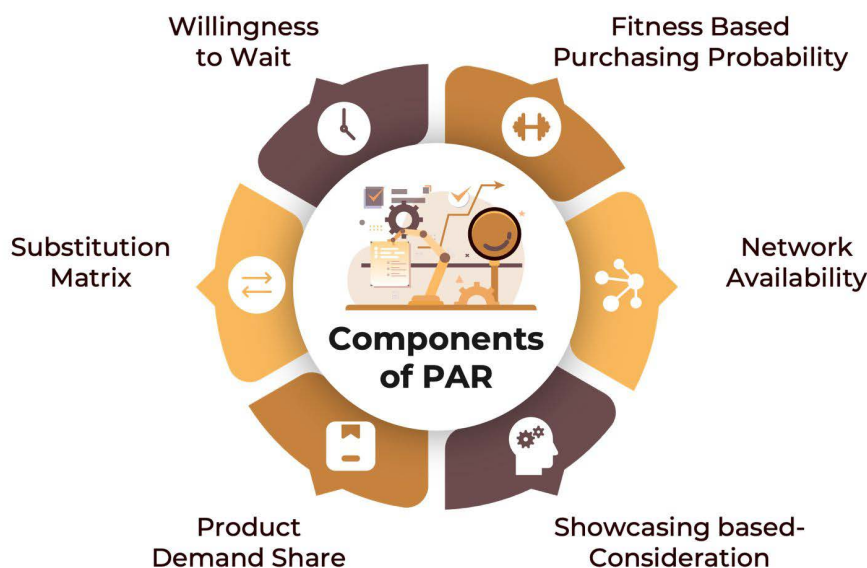 Willingness
to Wait
Fitness Based
Purchasing Probability
Substitution
Matrix
Network
Availability
Components
of PAR
Product
Demand Share
Showcasing based-
Consideration